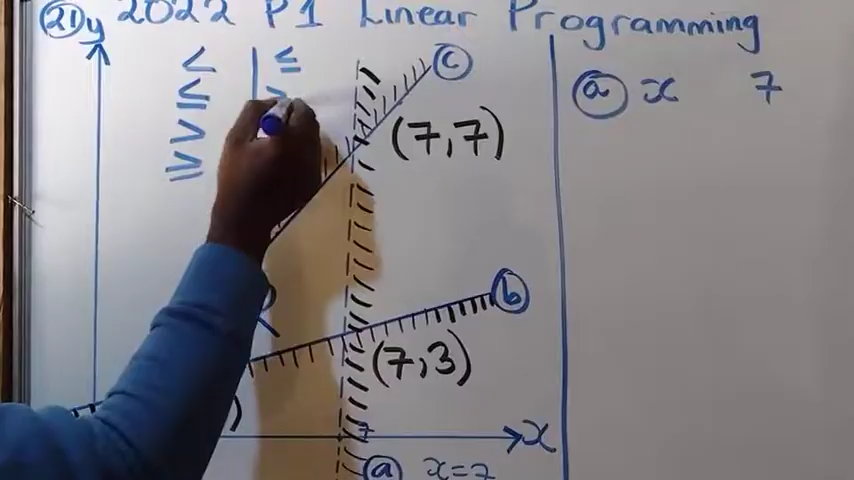 21 2022 P1 Linear Programming
y
< | ≤
≤ >
>
≥
c
(7,7)
b
(7,3)
)
7
x
a x=7
a x 7